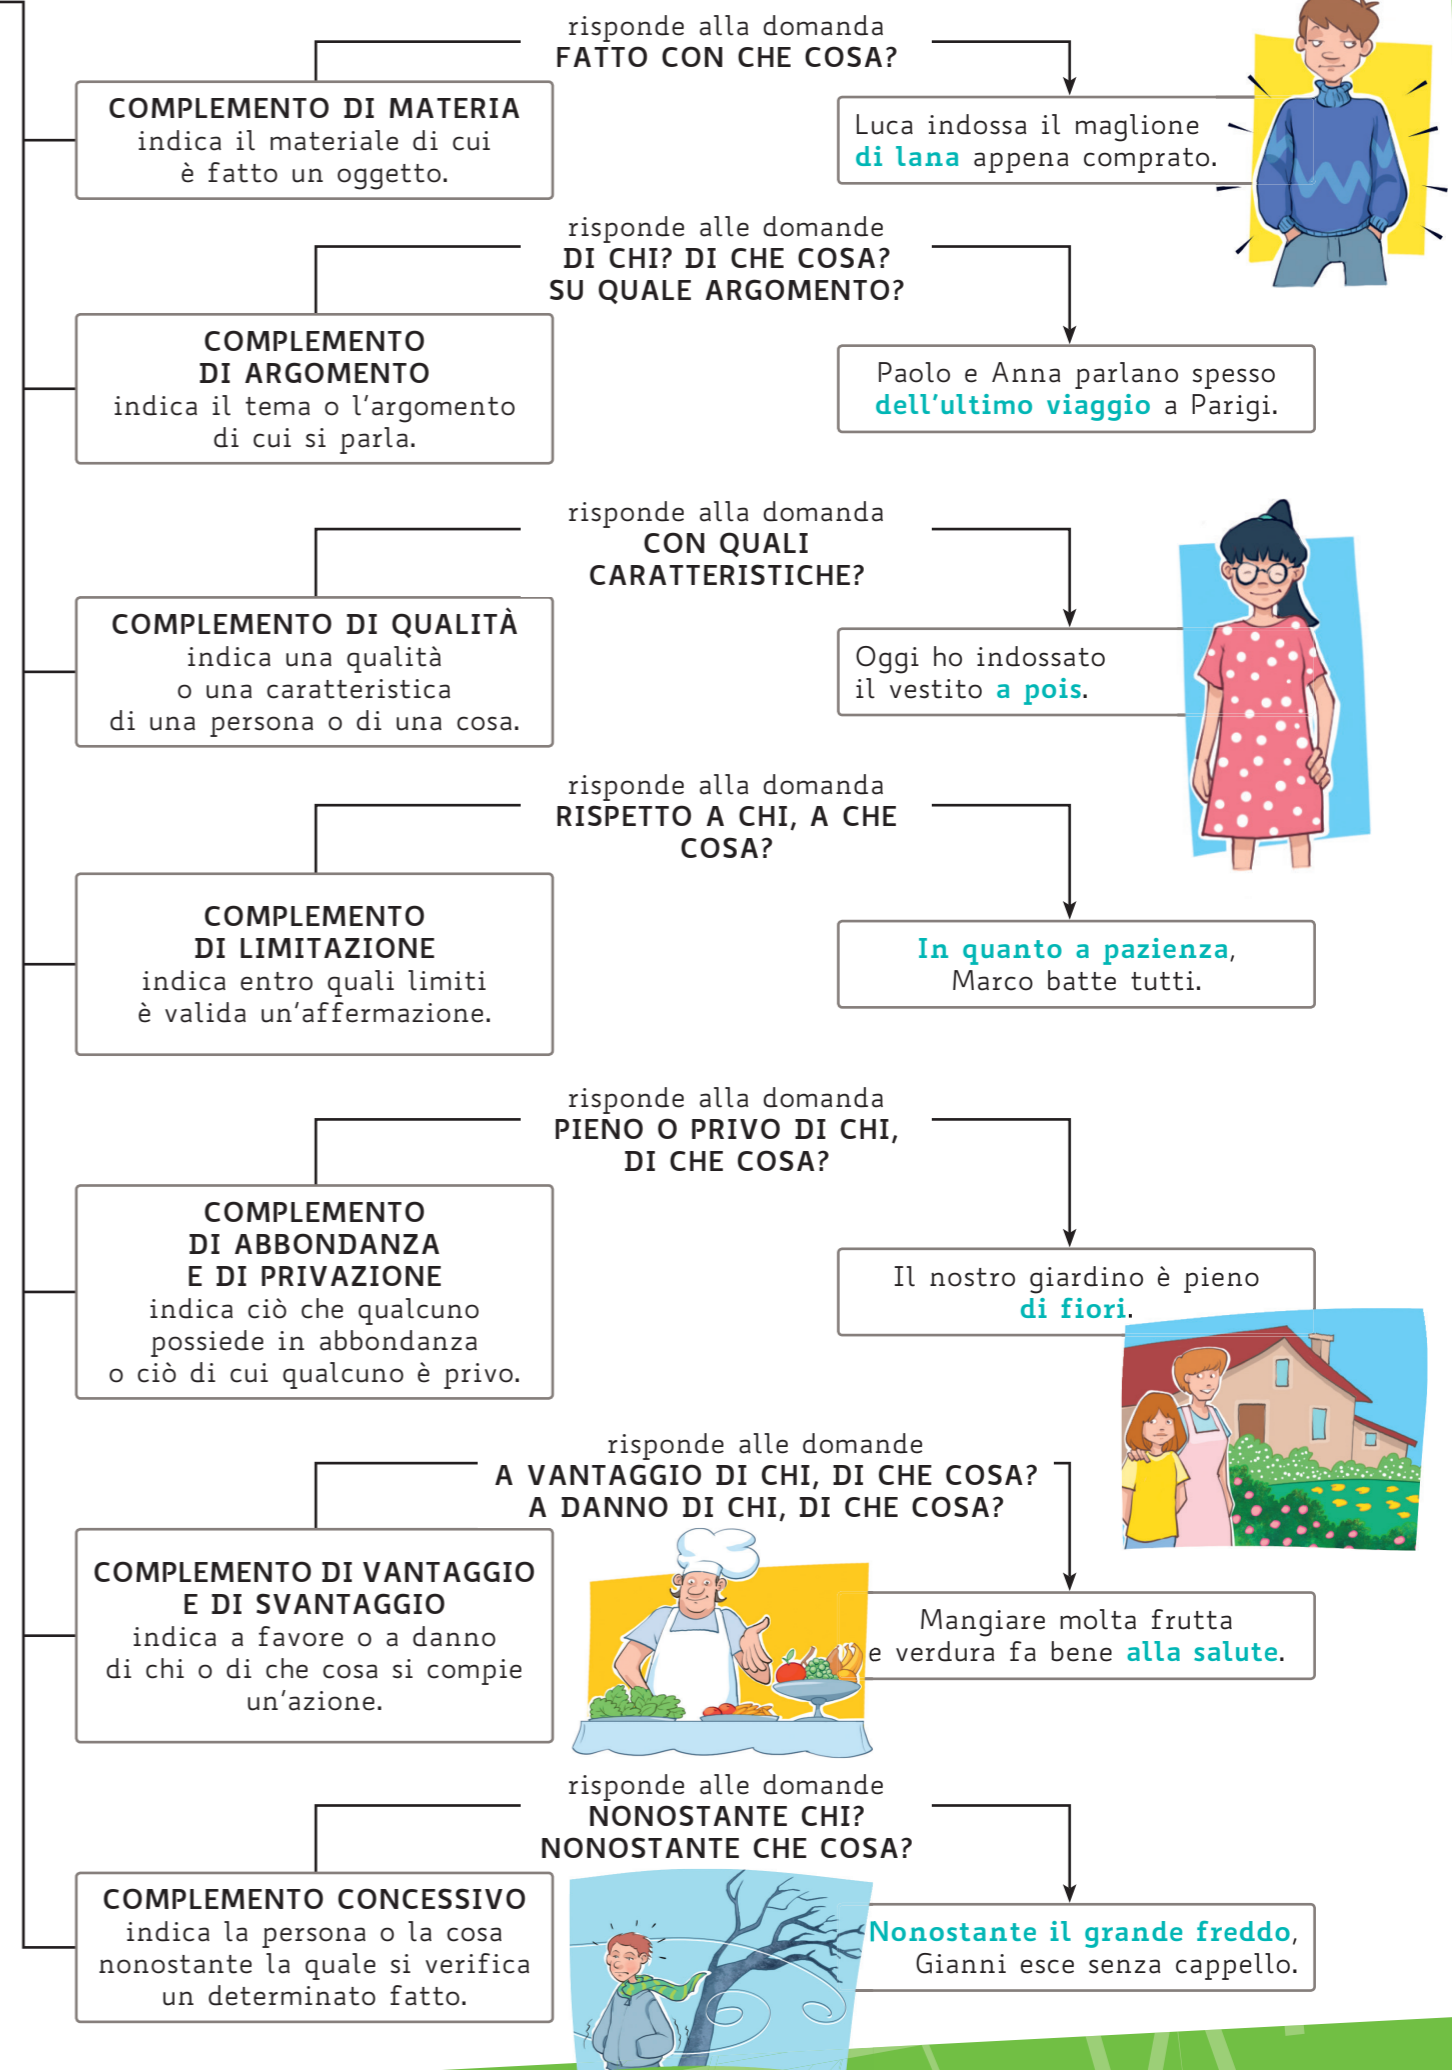 risponde alla domanda
FATTO CON CHE COSA?
COMPLEMENTO DI MATERIA
indica il materiale di cui
è fatto un oggetto.
Luca indossa il maglione
di lana appena comprato.
risponde alle domande
DI CHI? DI CHE COSA?
SU QUALE ARGOMENTO?
COMPLEMENTO
DI ARGOMENTO
indica il tema o l'argomento
di cui si parla.
Paolo e Anna parlano spesso
dell'ultimo viaggio a Parigi.
risponde alla domanda
CON QUALI
CARATTERISTICHE?
COMPLEMENTO DI QUALITÀ
indica una qualità
o una caratteristica
di una persona o di una cosa.
Oggi ho indossato
il vestito a pois.
risponde alla domanda
RISPETTO A CHI, A CHE
COSA?
COMPLEMENTO
DI LIMITAZIONE
indica entro quali limiti
è valida un'affermazione.
In quanto a pazienza,
Marco batte tutti.
risponde alla domanda
PIENO O PRIVO DI CHI,
DI CHE COSA?
COMPLEMENTO
DI ABBONDANZA
E DI PRIVAZIONE
indica ciò che qualcuno
possiede in abbondanza
o ciò di cui qualcuno è privo.
Il nostro giardino è pieno
di fiori.
risponde alle domande
A VANTAGGIO DI CHI, DI CHE COSA?
A DANNO DI CHI, DI CHE COSA?
COMPLEMENTO DI VANTAGGIO
E DI SVANTAGGIO
indica a favore o a danno
di chi o di che cosa si compie
un'azione.
Mangiare molta frutta
e verdura fa bene alla salute.
risponde alle domande
NONOSTANTE CHI?
NONOSTANTE CHE COSA?
COMPLEMENTO CONCESSIVO
indica la persona o la cosa
nonostante la quale si verifica
un determinato fatto.
Nonostante il grande freddo,
Gianni esce senza cappello.